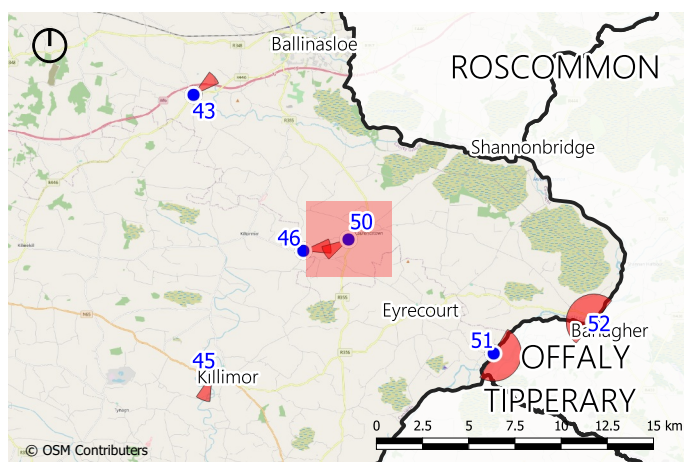 Ballinasloe
ROSCOMMON
43
Shannonbridge
50
46
Eyrecourt
52
Banagher
51
OFFALY
45
Killimor
TIPPERARY
0 2.5 5 7.5 10 12.5 15 km
© OSM Contributers